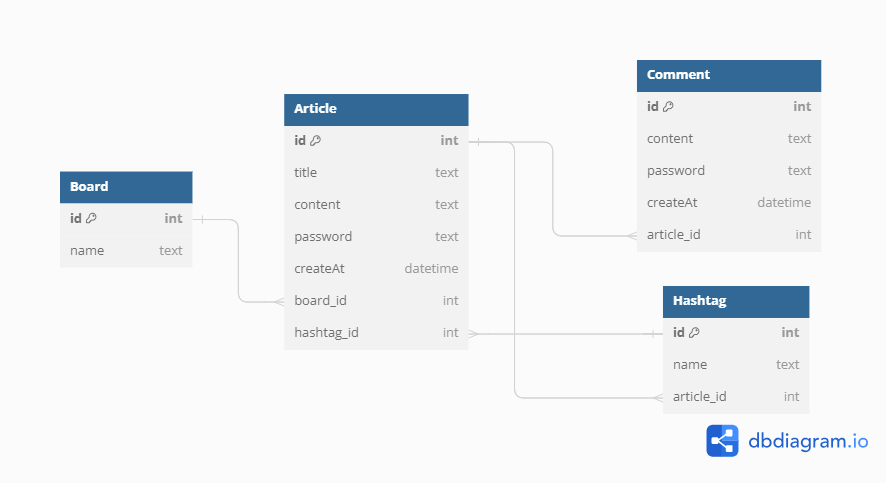 Board
id int
name text
Article
id int
title text
content text
password text
createAt datetime
board_id int
hashtag_id int
Comment
id int
content text
password text
createAt datetime
article_id int
Hashtag
id int
name text
article_id int
dbdiagram.io